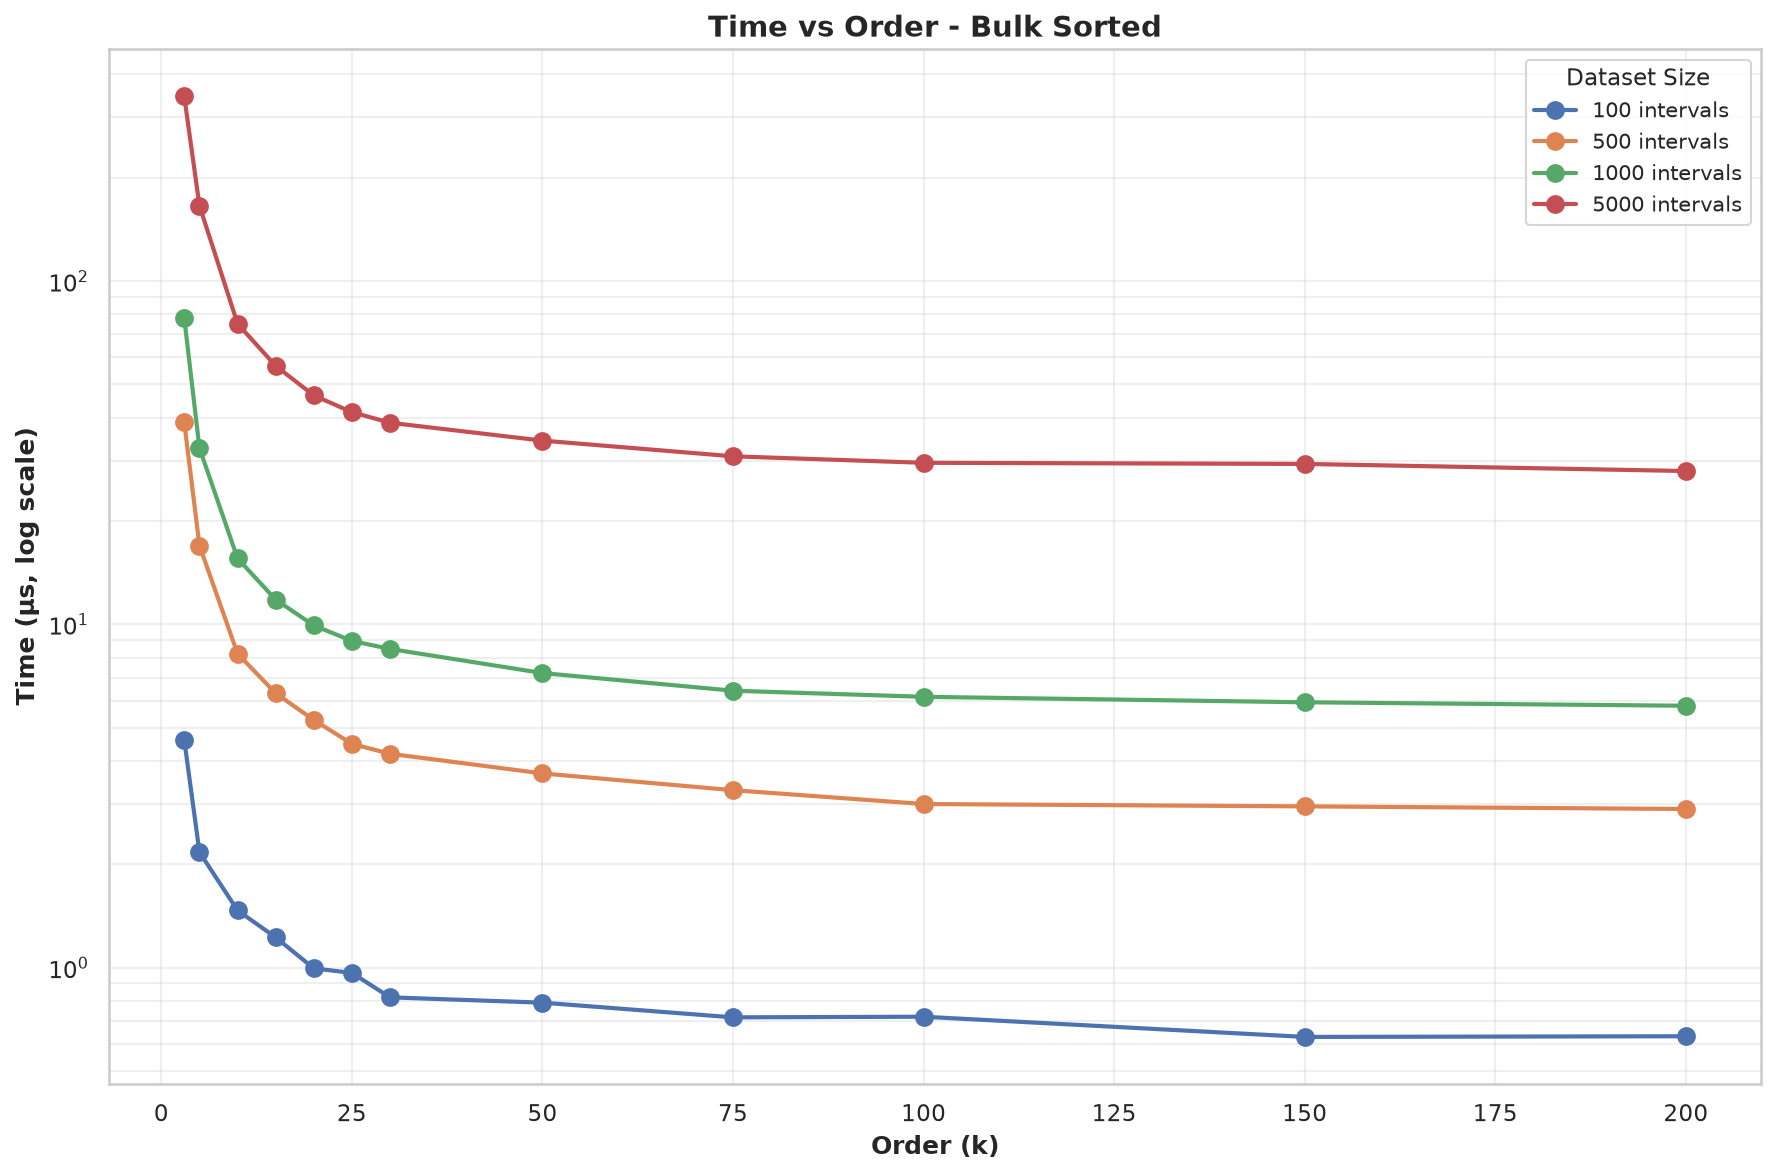 Time vs Order - Bulk Sorted
Dataset Size
100 intervals
500 intervals
1000 intervals
5000 intervals
Time (µs, log scale)
10²
10¹
10⁰
0 25 50 75 100 125 150 175 200
Order (k)